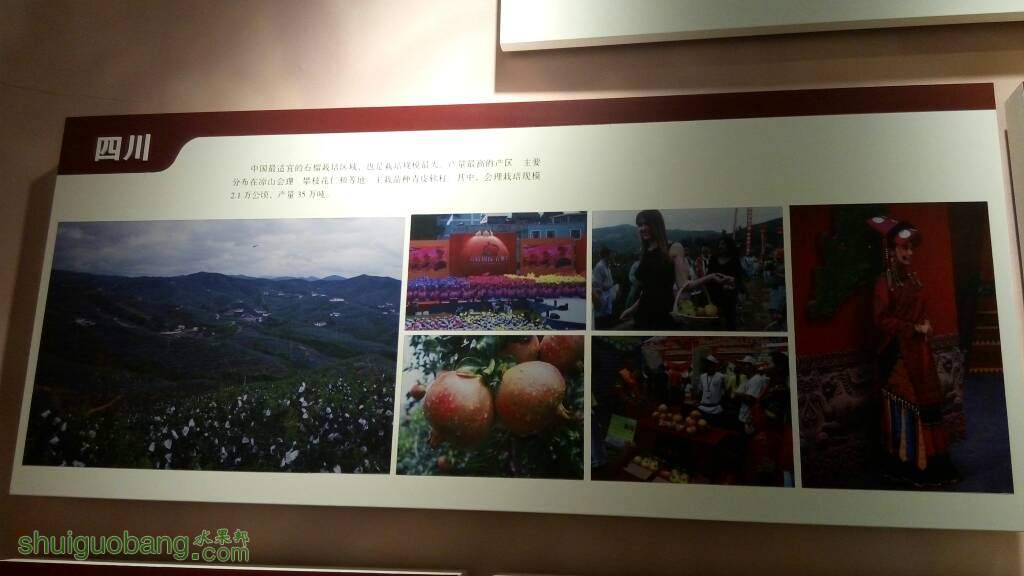 四川
中国最适宜的石榴栽培区域，也是栽培规模最大、产量最高的产区 主要
分布在凉山会理 攀枝花仁和等地 主栽品种青皮软籽 其中，会理栽培规模
2.1 万公顷，产量 35 万吨。
shuiguobang.com
水果邦